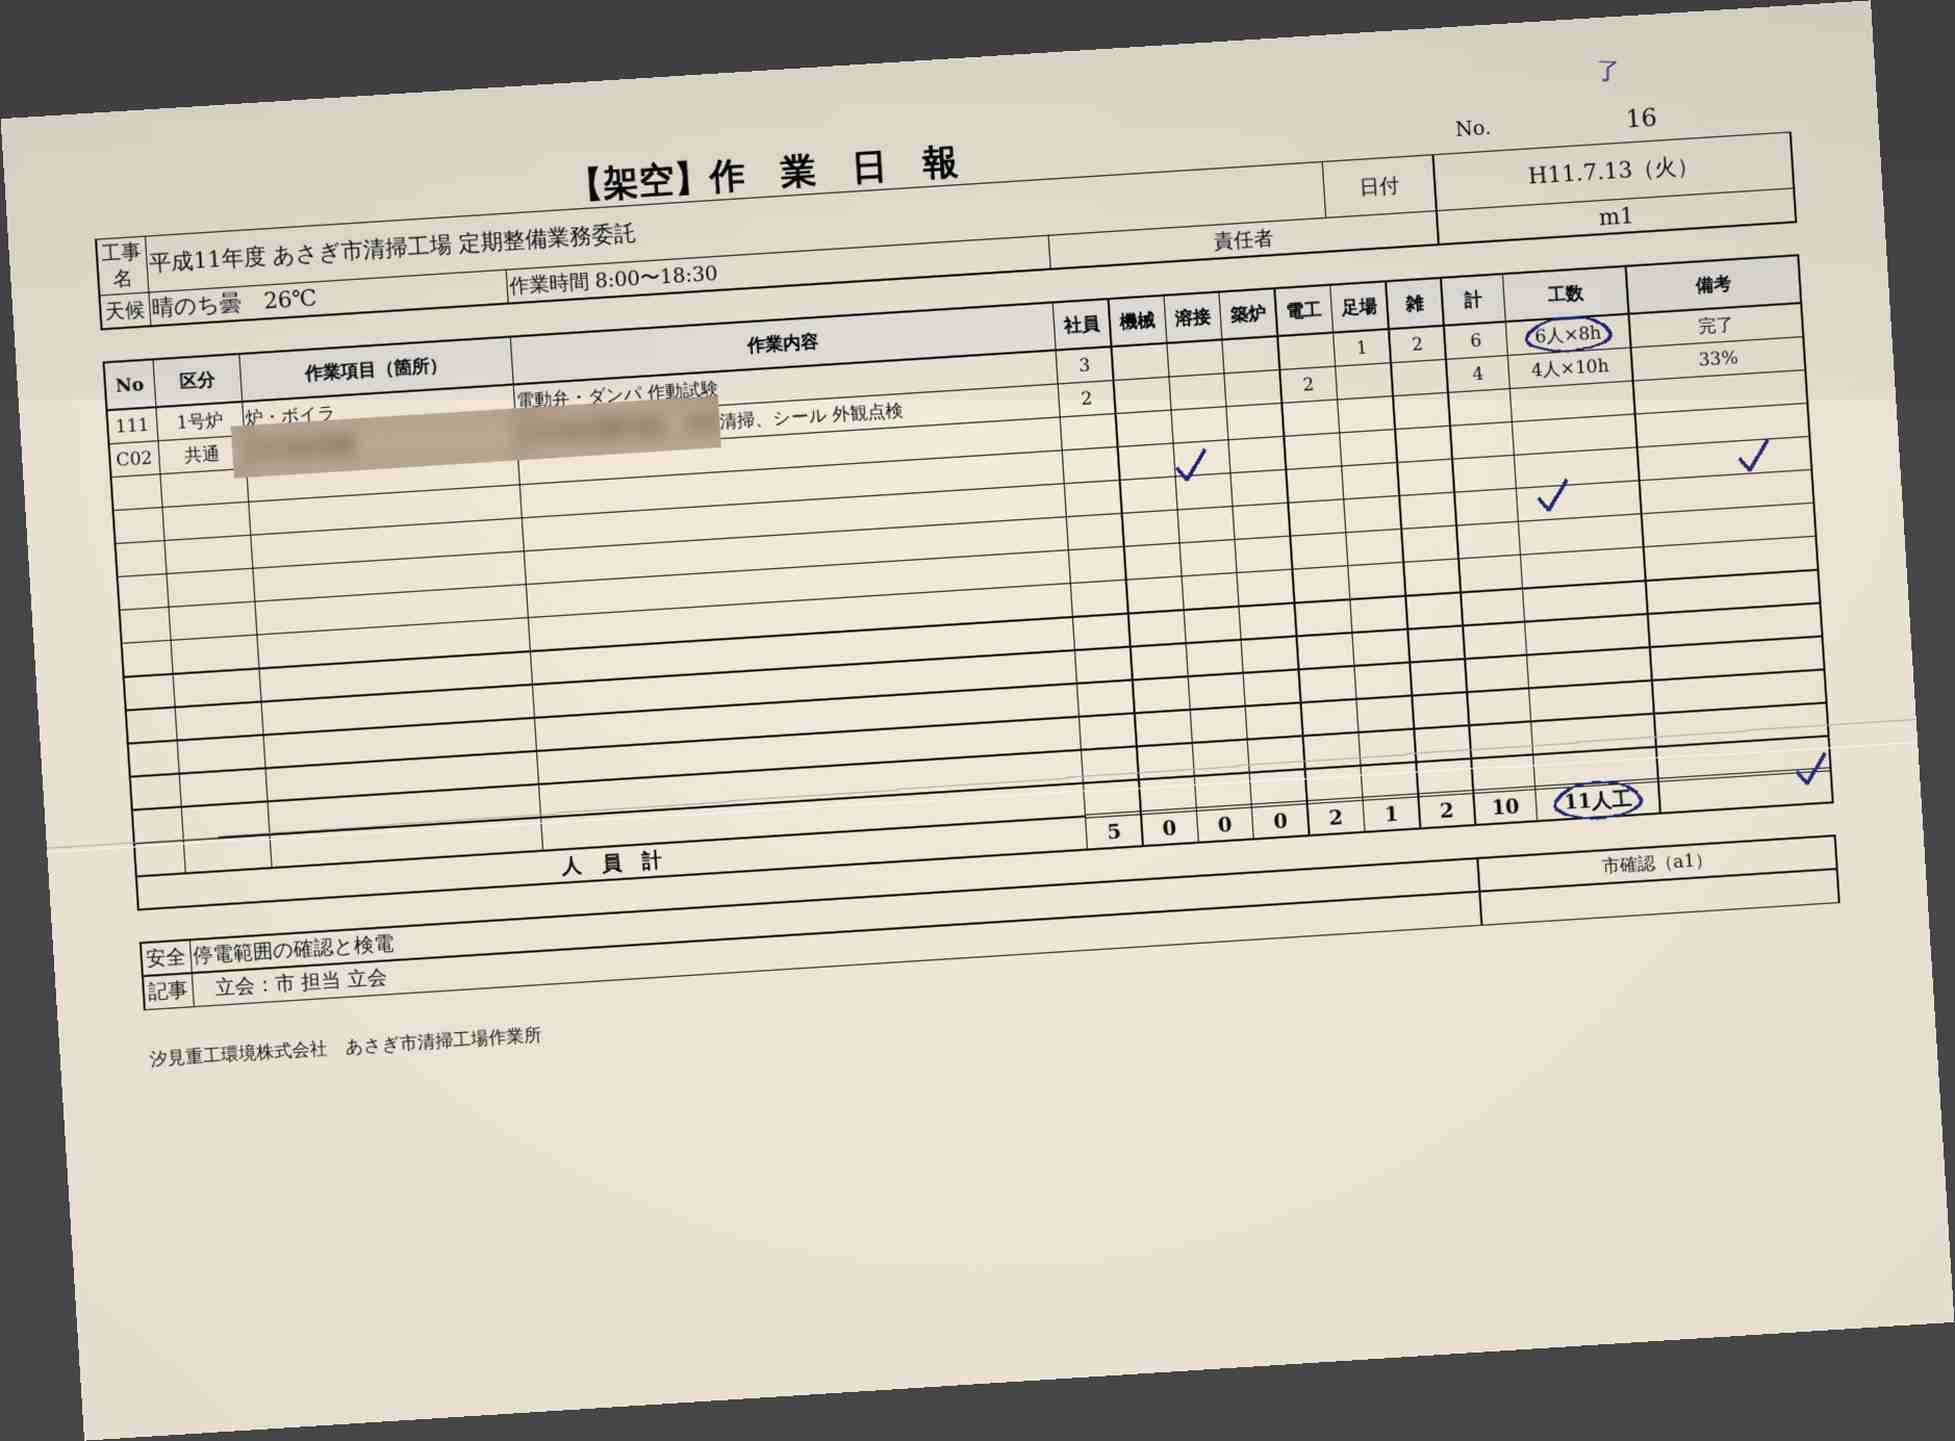 了
No. 16
【架空】作 業 日 報
工事名 平成11年度 あさぎ市清掃工場 定期整備業務委託 日付 H11.7.13（火）
天候 晴のち曇 26℃ 作業時間 8:00〜18:30 責任者 m1
No 区分 作業項目（箇所） 作業内容 社員 機械 溶接 築炉 電工 足場 雑 計 工数 備考
111 1号炉 炉・ボイラ 電動弁・ダンパ 作動試験 3 1 2 6 6人×8h 完了
C02 共通 清掃、シール 外観点検 2 2 4 4人×10h 33%
人 員 計 5 0 0 0 2 1 2 10 11人工
市確認（a1）
安全 停電範囲の確認と検電
記事 立会：市 担当 立会
汐見重工環境株式会社 あさぎ市清掃工場作業所